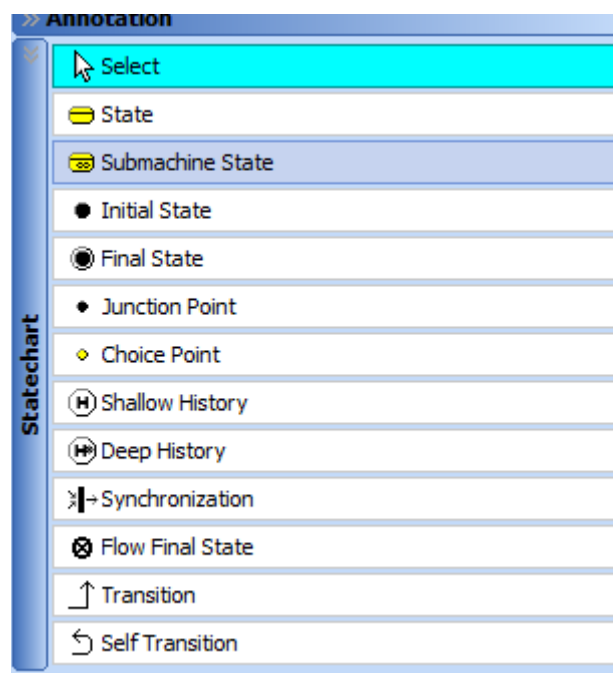 Annotation
Statechart
Select
State
Submachine State
Initial State
Final State
Junction Point
Choice Point
Shallow History
Deep History
Synchronization
Flow Final State
Transition
Self Transition